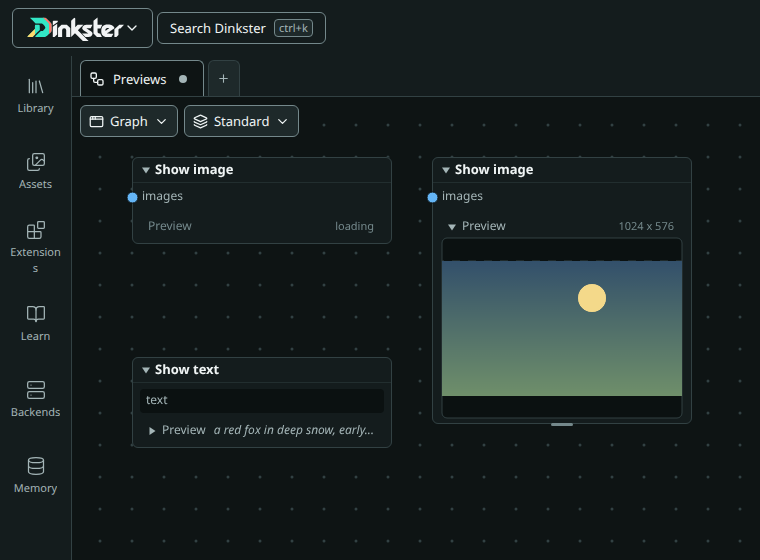 Dinkster
Search Dinkster ctrl+k
Library
Assets
Extension
s
Learn
Backends
Memory
Previews
+
Graph
Standard
Show image
images
Preview loading
Show image
images
Preview 1024 x 576
Show text
text
Preview a red fox in deep snow, early...